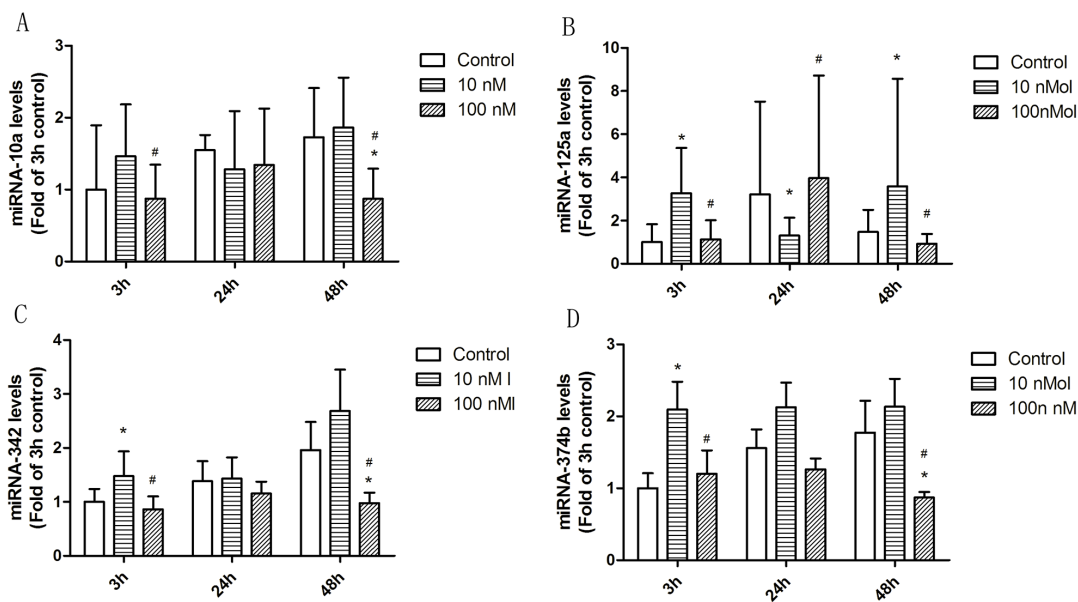 A
miRNA-10a levels
(Fold of 3h control)
3
2
1
0
# # # *
3h 24h 48h
Control
10 nM
100 nM
B
miRNA-125a levels
(Fold of 3h control)
10
8
6
4
2
0
* # * # * #
3h 24h 48h
Control
10 nMol
100nMol
C
miRNA-342 levels
(Fold of 3h control)
4
3
2
1
0
* # # *
3h 24h 48h
Control
10 nM l
100 nMl
D
miRNA-374b levels
(Fold of 3h control)
3
2
1
0
* # # *
3h 24h 48h
Control
10 nMol
100n nM